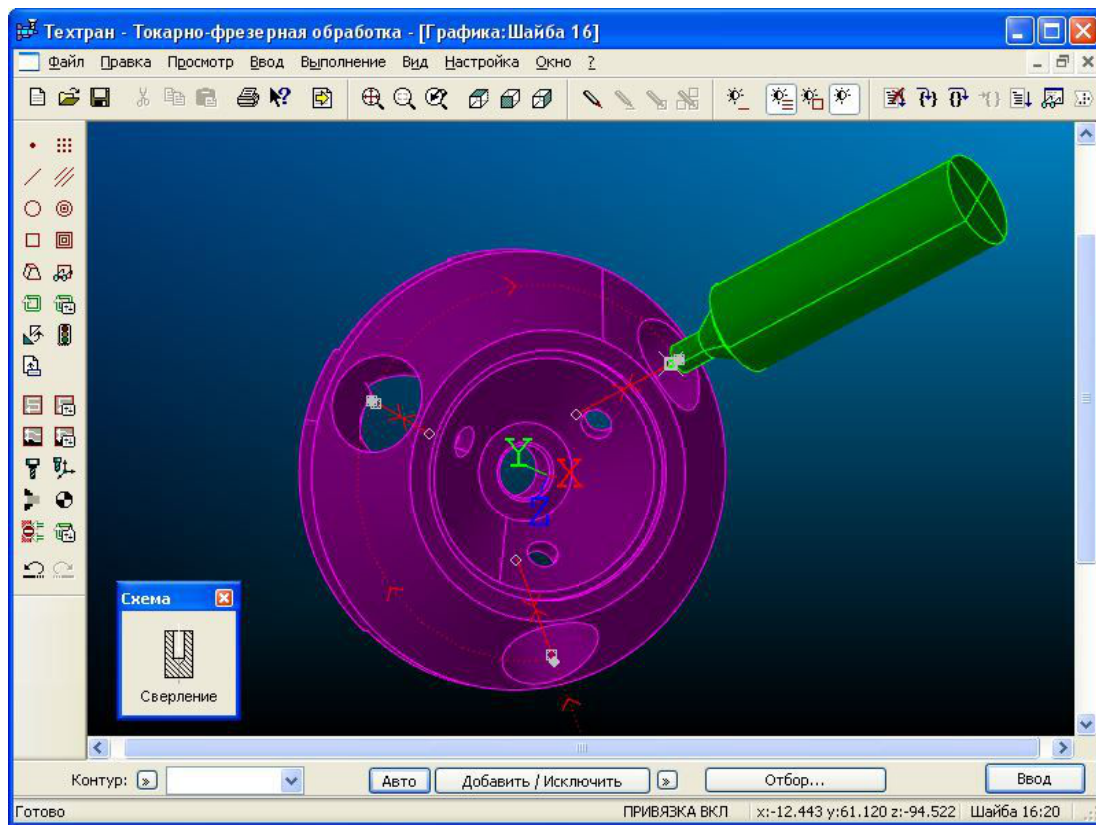 Техтран - Токарно-фрезерная обработка - [Графика:Шайба 16]
Файл Правка Просмотр Ввод Выполнение Вид Настройка Окно ?
Y
X
Z
Схема
Сверление
Контур: Авто Добавить / Исключить Отбор... Ввод
Готово ПРИВЯЗКА ВКЛ x:-12.443 y:61.120 z:-94.522 Шайба 16:20